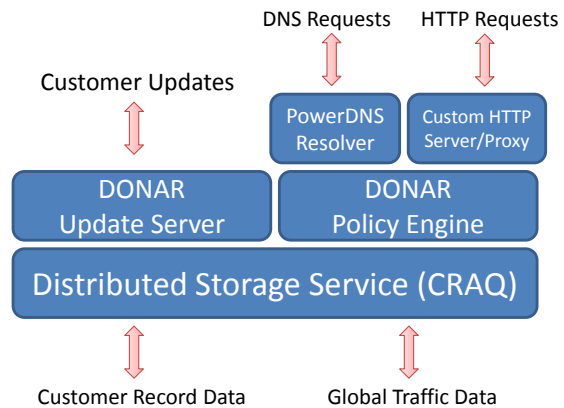 DNS Requests
HTTP Requests
Customer Updates
PowerDNS
Resolver
Custom HTTP
Server/Proxy
DONAR
Update Server
DONAR
Policy Engine
Distributed Storage Service (CRAQ)
Customer Record Data
Global Traffic Data